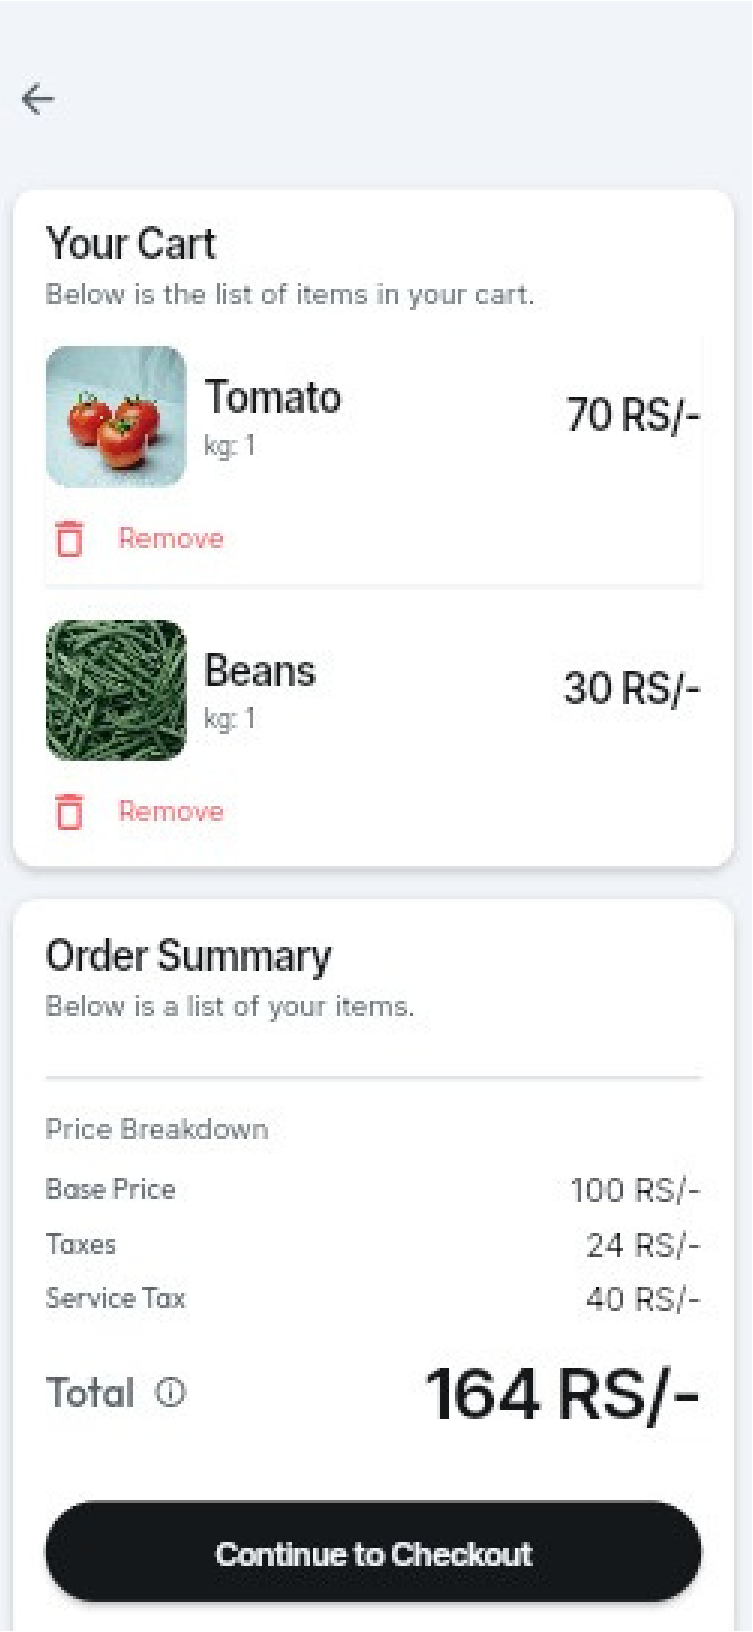 Your Cart
Below is the list of items in your cart.
Tomato
70 RS/-
kg: 1
Remove
Beans
30 RS/-
kg: 1
Remove
Order Summary
Below is a list of your items.
Price Breakdown
Base Price 100 RS/-
Taxes 24 RS/-
Service Tax 40 RS/-
Total 164 RS/-
Continue to Checkout